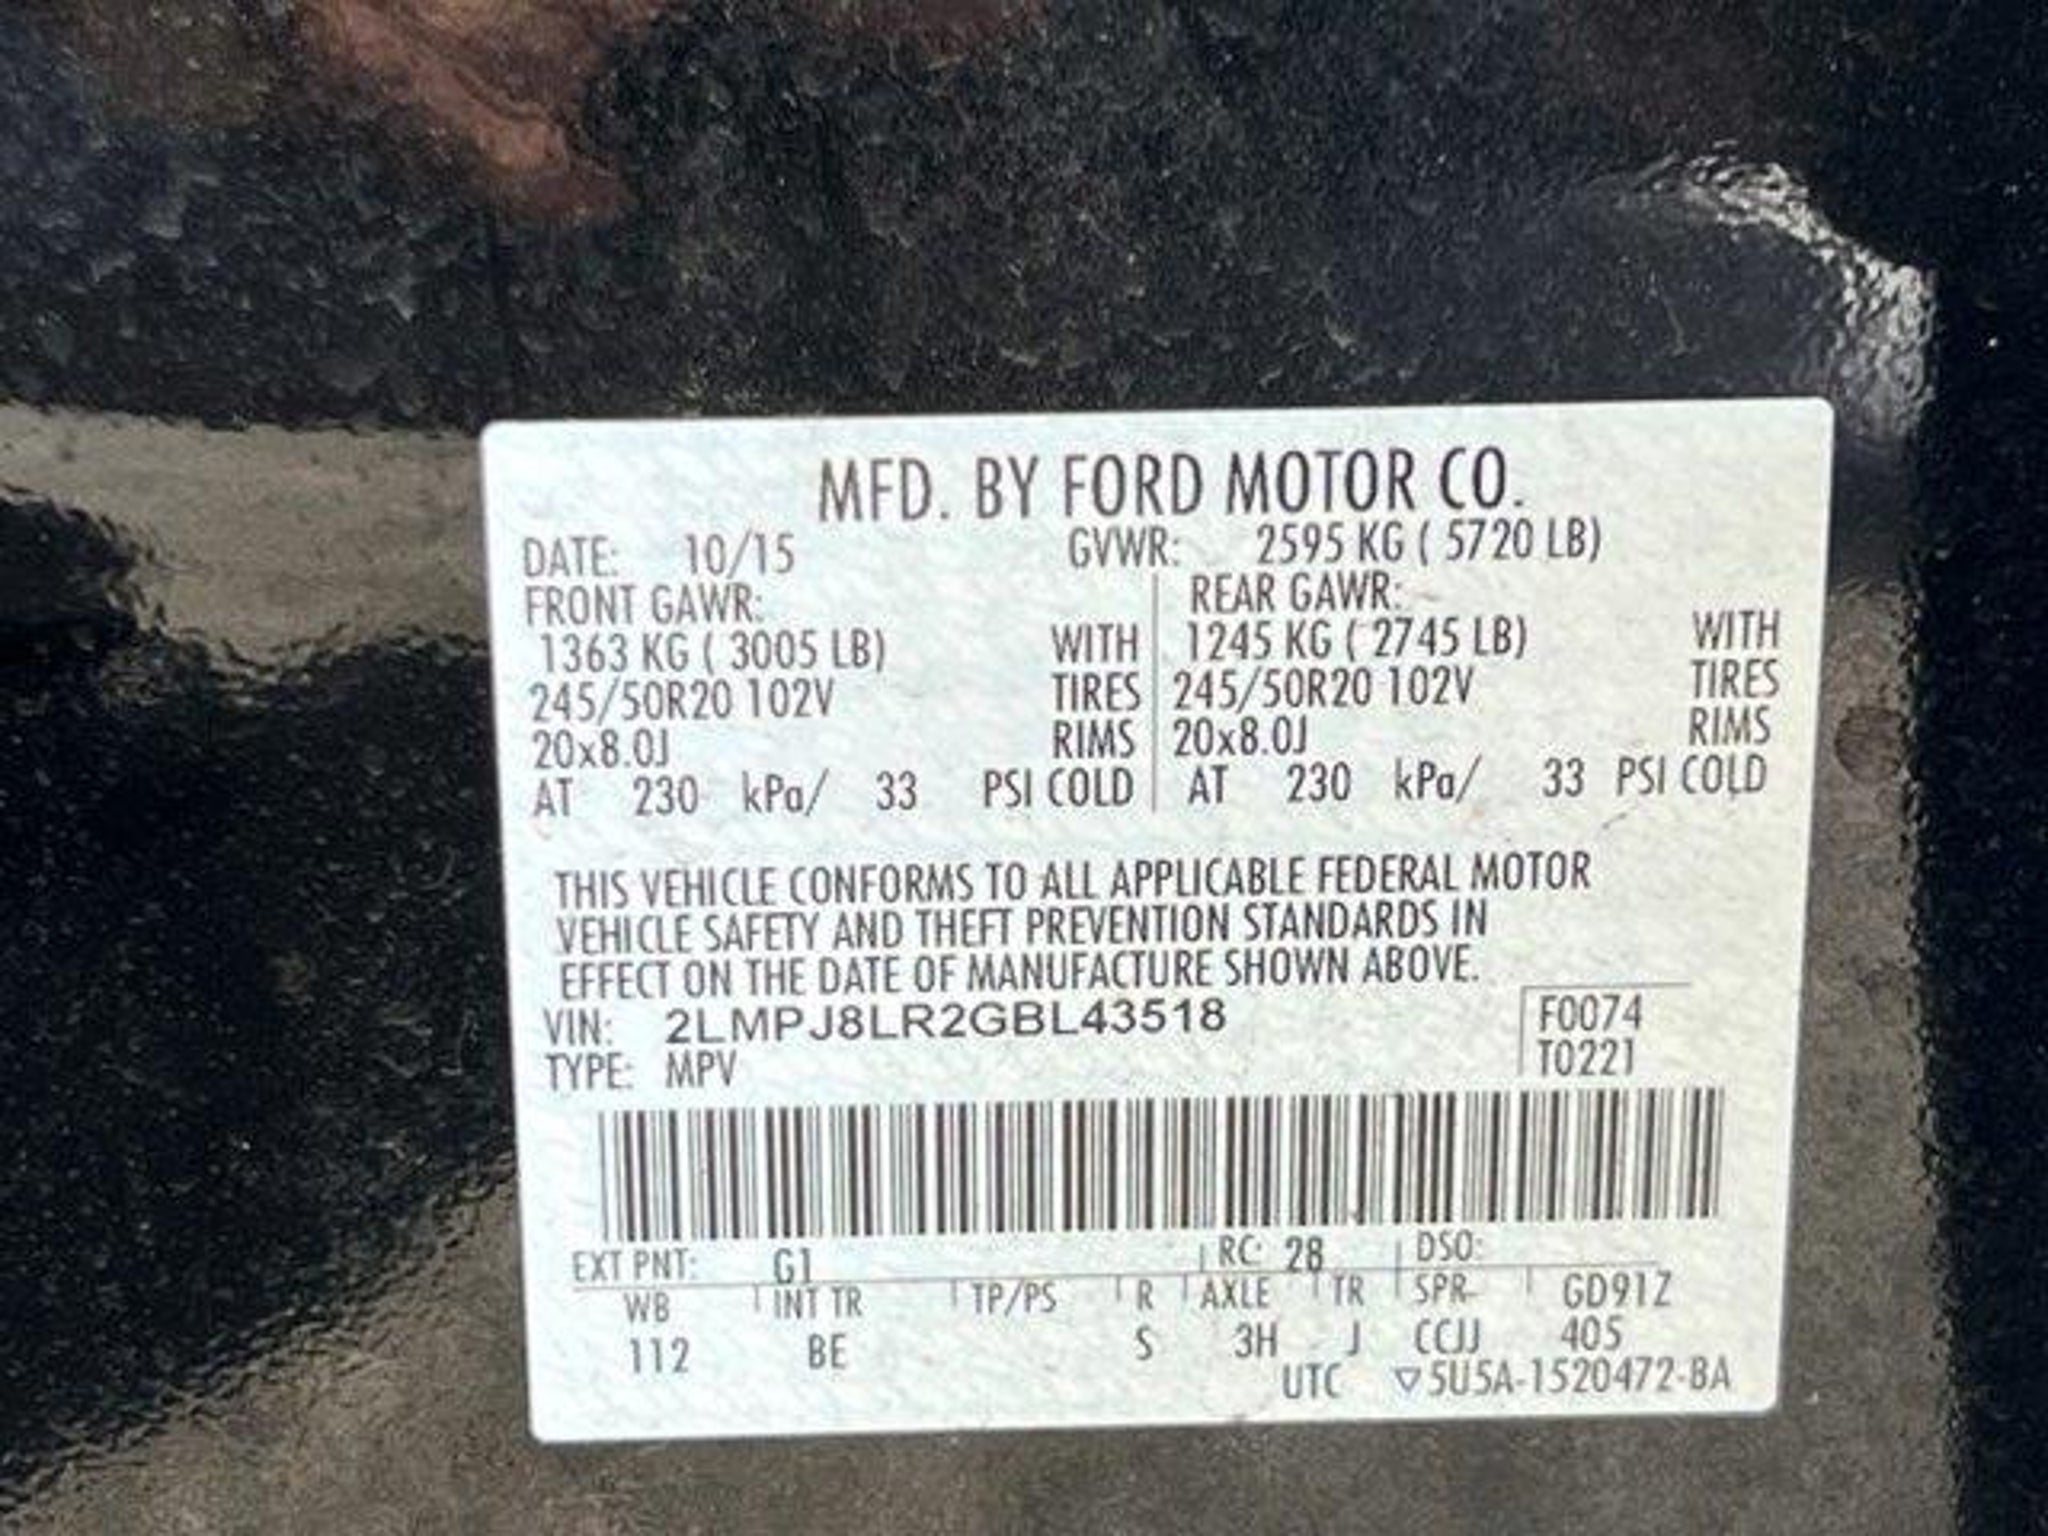 MFD. BY FORD MOTOR CO.
DATE: 10/15 GVWR: 2595 KG ( 5720 LB)
FRONT GAWR: REAR GAWR:
1363 KG ( 3005 LB) WITH 1245 KG ( 2745 LB) WITH
245/50R20 102V TIRES 245/50R20 102V TIRES
20x8.0J RIMS 20x8.0J RIMS
AT 230 kPa/ 33 PSI COLD AT 230 kPa/ 33 PSI COLD
THIS VEHICLE CONFORMS TO ALL APPLICABLE FEDERAL MOTOR
VEHICLE SAFETY AND THEFT PREVENTION STANDARDS IN
EFFECT ON THE DATE OF MANUFACTURE SHOWN ABOVE.
VIN: 2LMPJ8LR2GBL43518 F0074
TYPE: MPV T0221
EXT PNT: G1 RC: 28 DSO:
WB INT TR TP/PS R AXLE TR SPR GD91Z
112 BE S 3H J CCJJ 405
UTC ▽5U5A-1520472-BA